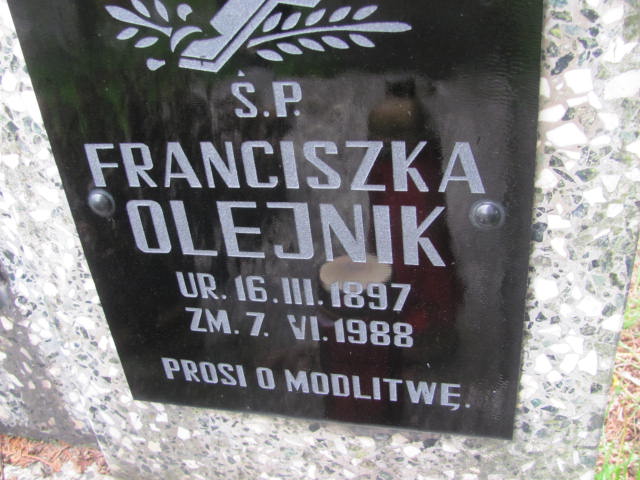 Ś.P.
FRANCISZKA
OLEJNIK
UR. 16.III.1897
ZM. 7. VI.1988
PROSI O MODLITWĘ.